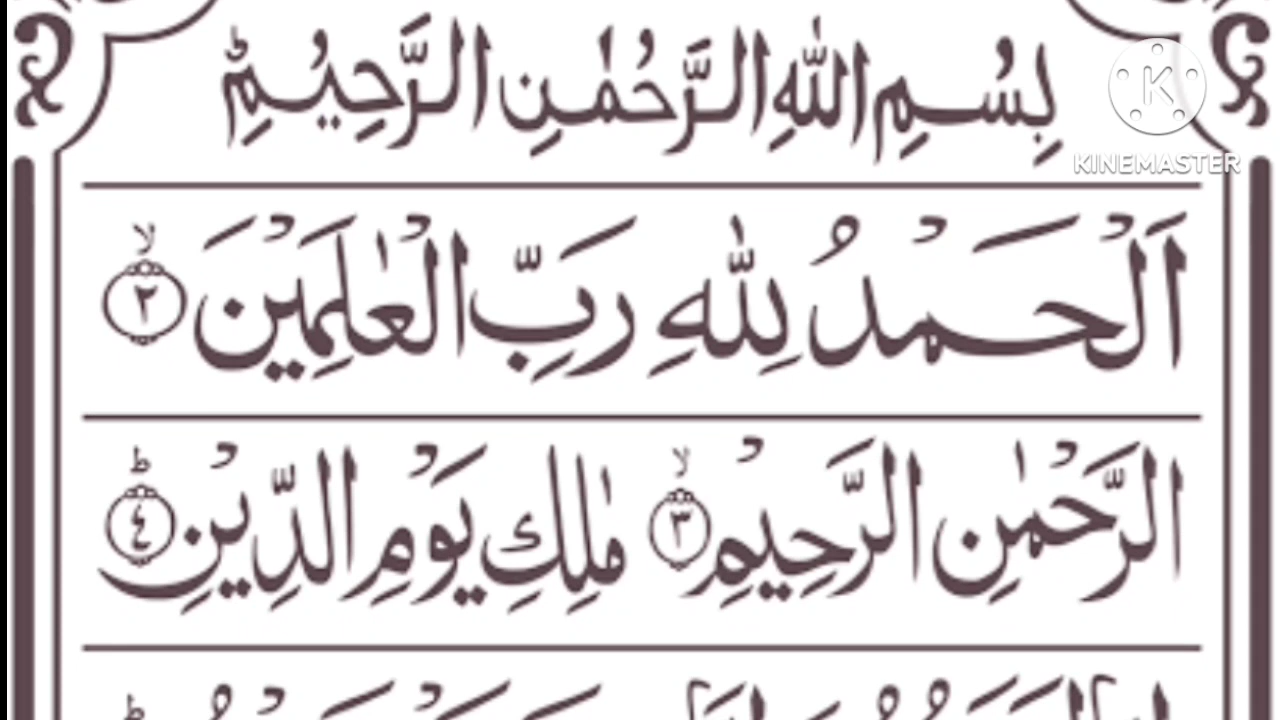 بِسْمِ اللّٰهِ الرَّحْمٰنِ الرَّحِيْمِ ؕ
KINEMASTER
اَلْحَمْدُ لِلّٰهِ رَبِّ الْعٰلَمِيْنَ ۙ ۲
الرَّحْمٰنِ الرَّحِيْمِ ۙ ۳ مٰلِكِ يَوْمِ الدِّيْنِ ؕ ۴